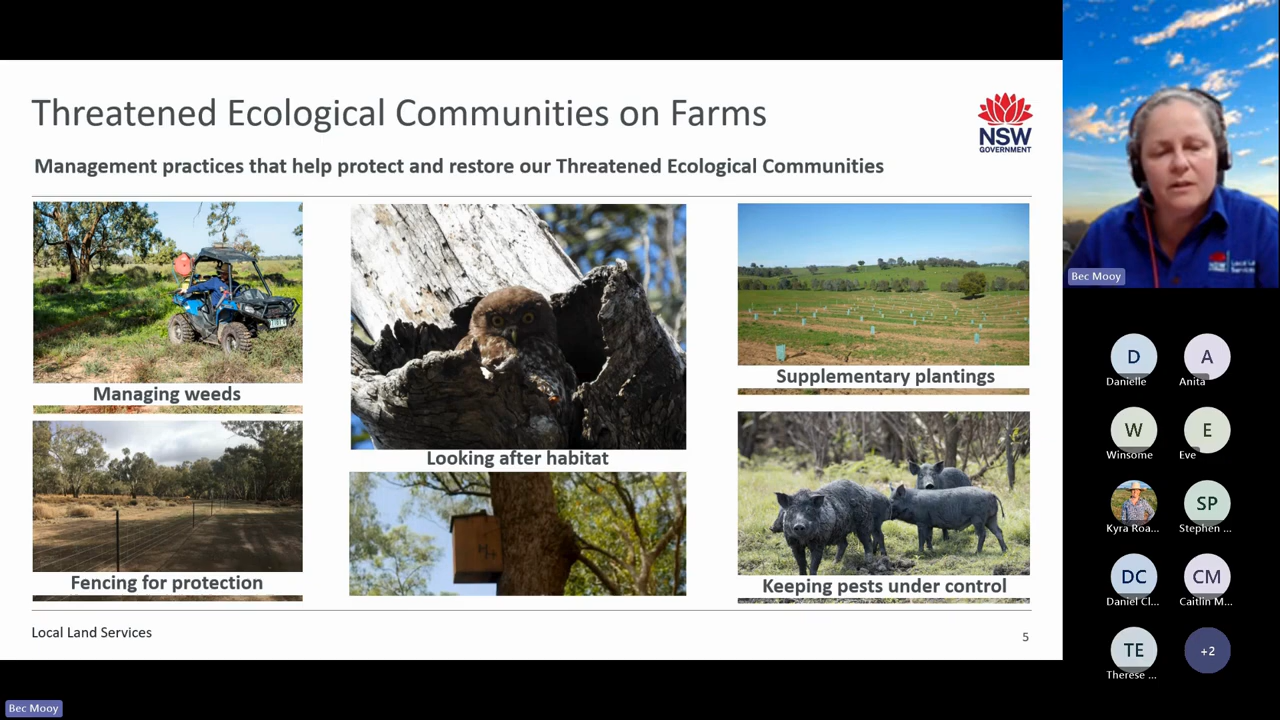 Threatened Ecological Communities on Farms
NSW
GOVERNMENT
Management practices that help protect and restore our Threatened Ecological Communities
Managing weeds
Looking after habitat
Supplementary plantings
Fencing for protection
Keeping pests under control
Local Land Services
5
Bec Mooy
Bec Mooy
D
Danielle
A
Anita
W
Winsome
E
Eve
Kyra Roa...
SP
Stephen ...
DC
Daniel Cl...
CM
Caitlin M...
TE
Therese ...
+2